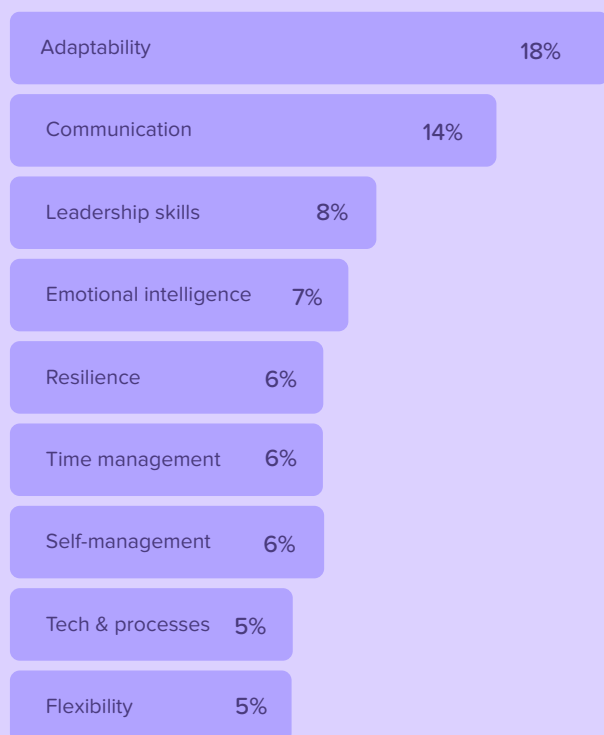 Adaptability 18%
Communication 14%
Leadership skills 8%
Emotional intelligence 7%
Resilience 6%
Time management 6%
Self-management 6%
Tech & processes 5%
Flexibility 5%